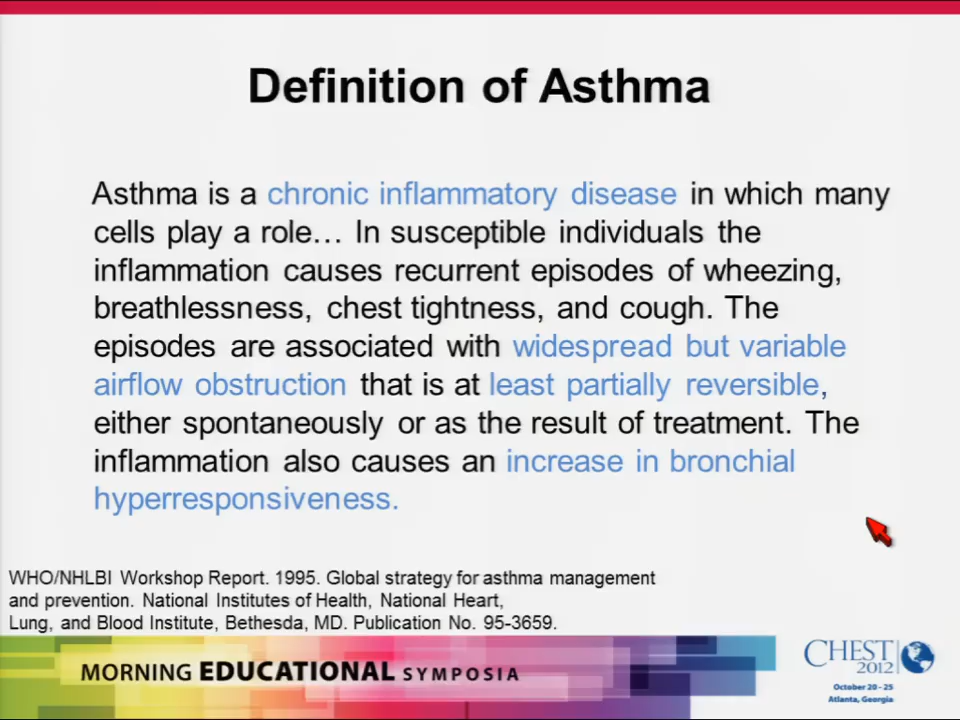 Definition of Asthma
Asthma is a chronic inflammatory disease in which many
cells play a role… In susceptible individuals the
inflammation causes recurrent episodes of wheezing,
breathlessness, chest tightness, and cough. The
episodes are associated with widespread but variable
airflow obstruction that is at least partially reversible,
either spontaneously or as the result of treatment. The
inflammation also causes an increase in bronchial
hyperresponsiveness.
WHO/NHLBI Workshop Report. 1995. Global strategy for asthma management
and prevention. National Institutes of Health, National Heart,
Lung, and Blood Institute, Bethesda, MD. Publication No. 95-3659.
MORNING EDUCATIONAL SYMPOSIA
CHEST
2012
October 20 - 25
Atlanta, Georgia